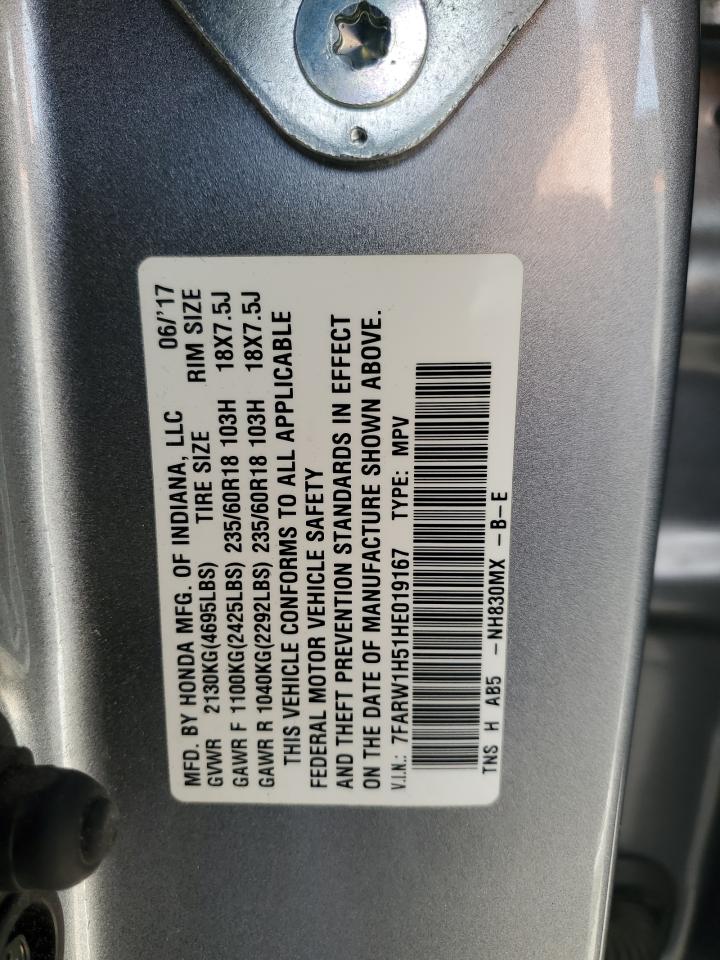 MFD. BY HONDA MFG. OF INDIANA, LLC 06/'17
GVWR 2130KG(4695LBS) TIRE SIZE RIM SIZE
GAWR F 1100KG(2425LBS) 235/60R18 103H 18X7.5J
GAWR R 1040KG(2292LBS) 235/60R18 103H 18X7.5J
THIS VEHICLE CONFORMS TO ALL APPLICABLE
FEDERAL MOTOR VEHICLE SAFETY
AND THEFT PREVENTION STANDARDS IN EFFECT
ON THE DATE OF MANUFACTURE SHOWN ABOVE.
V.I.N.: 7FARW1H51HE019167 TYPE: MPV
TNS H AB5 -NH830MX -B-E